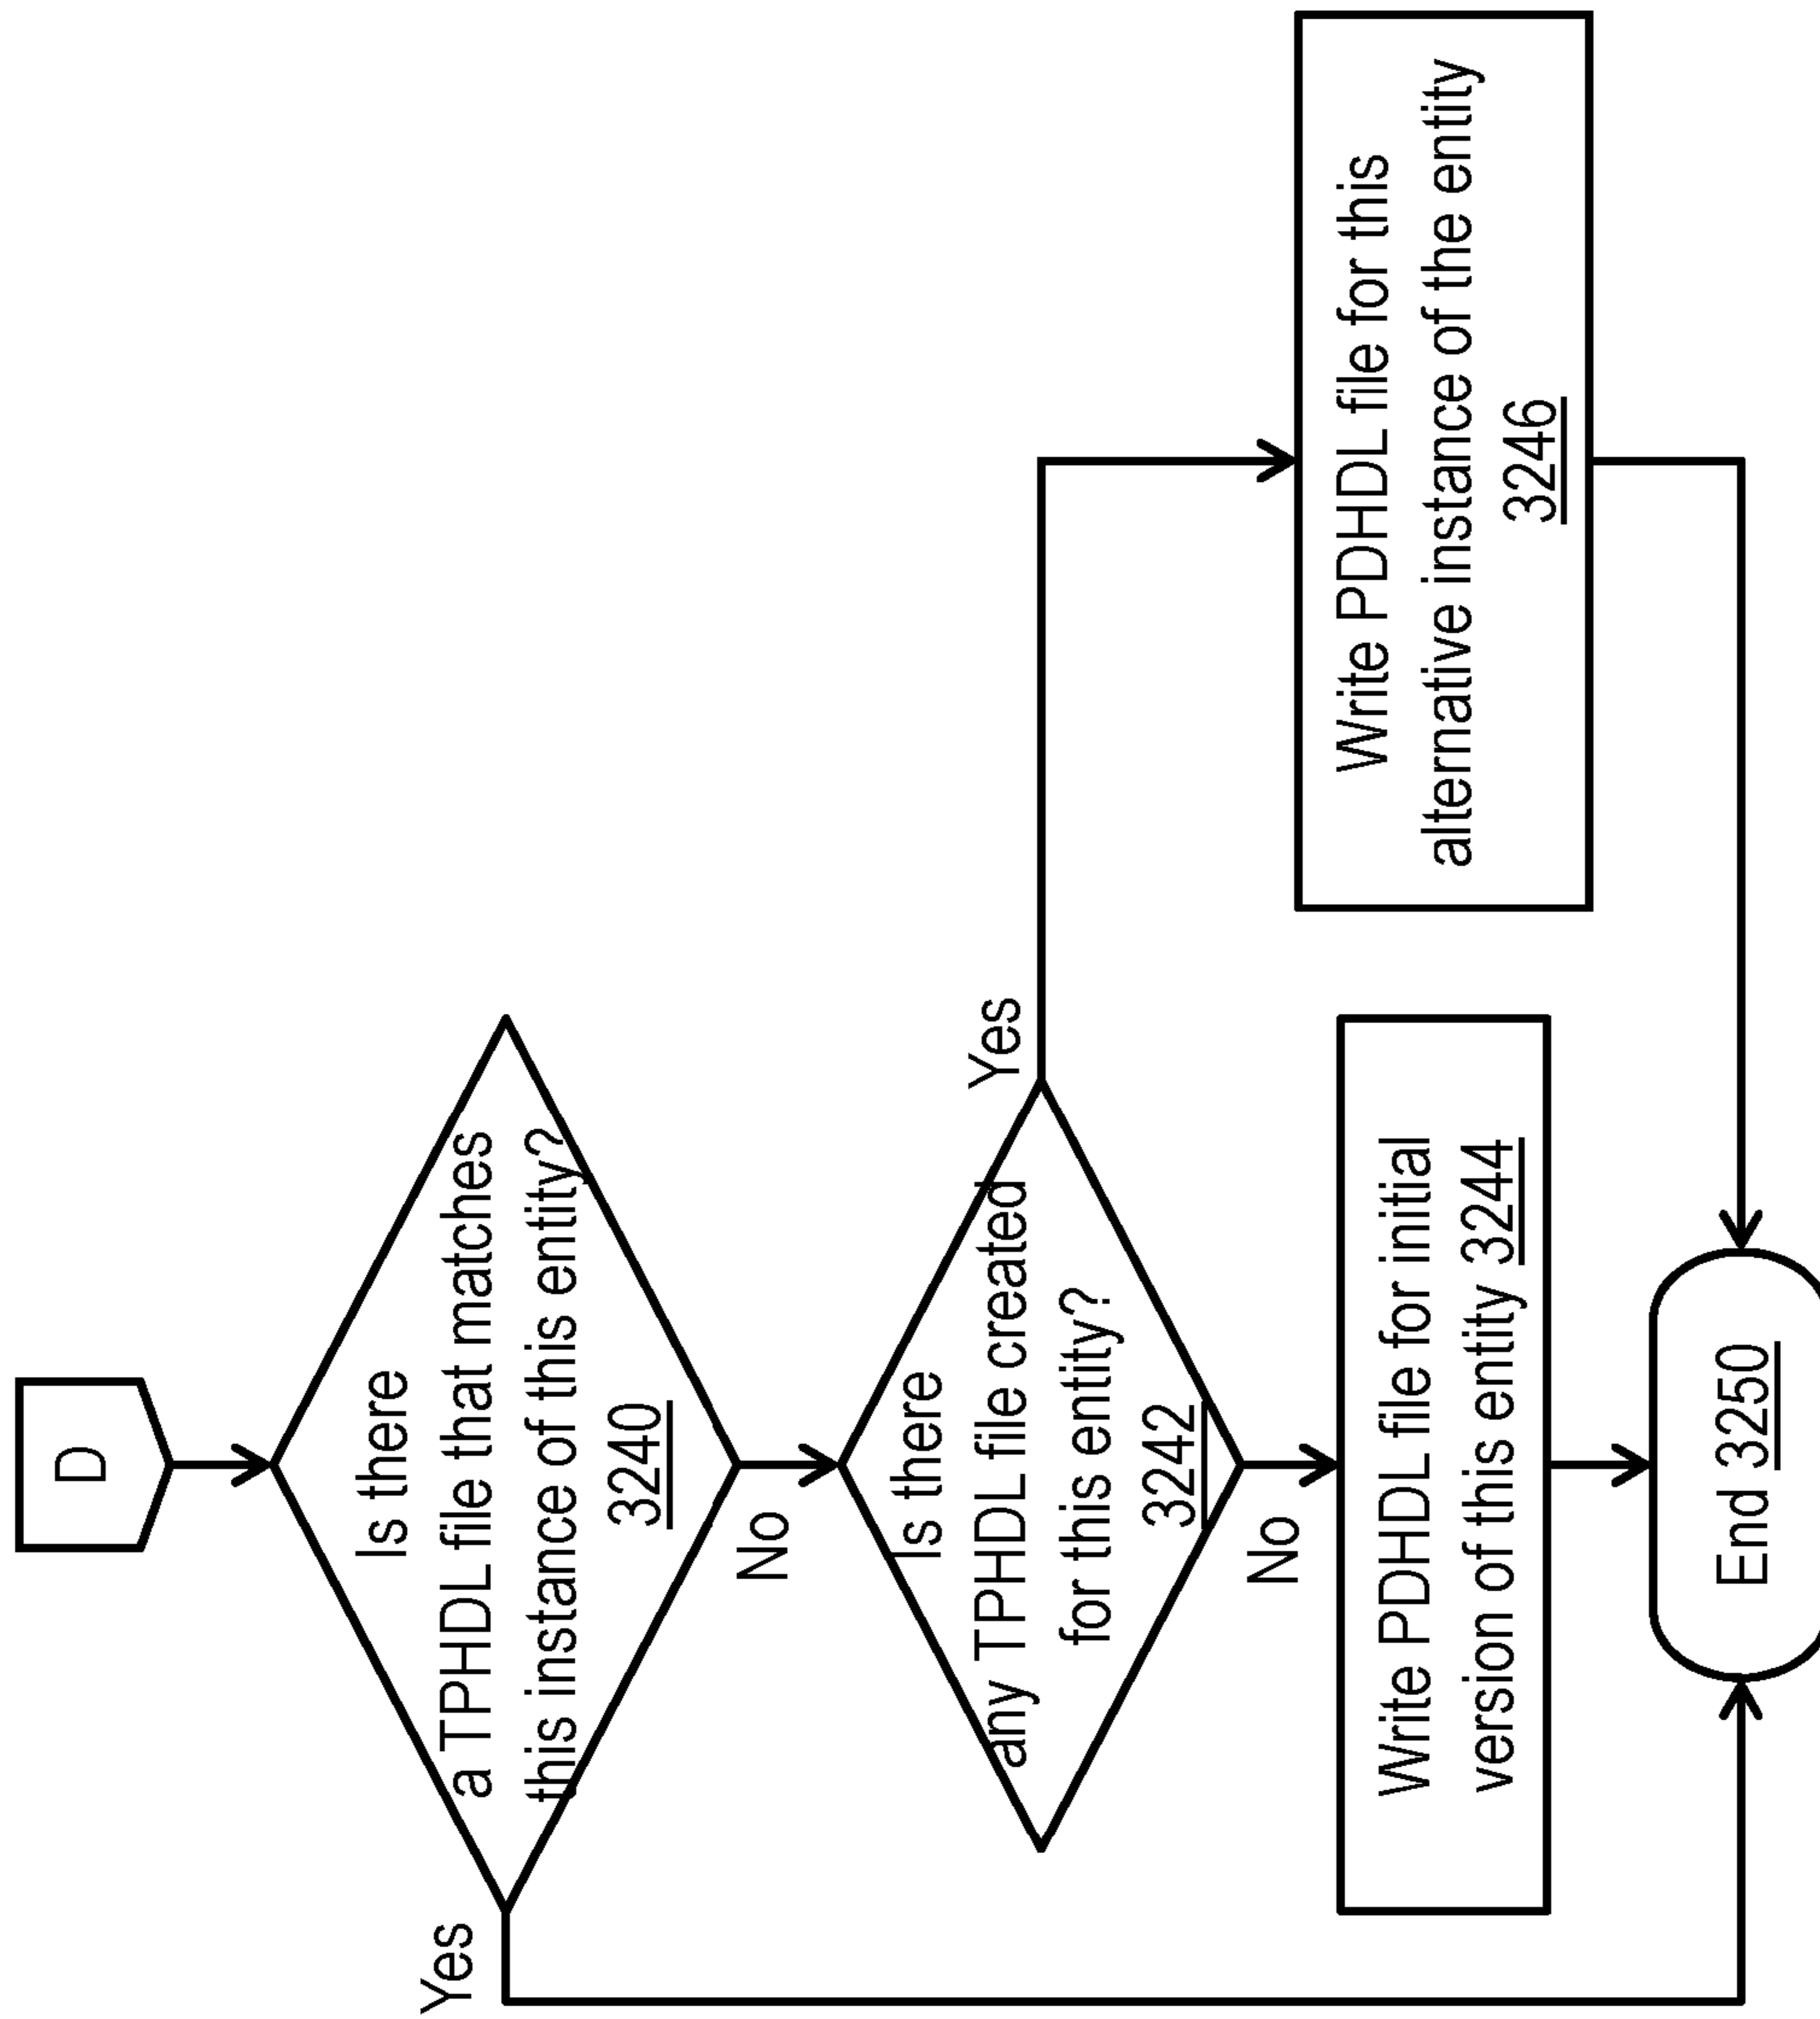 D
Is there
a TPHDL file that matches
this instance of this entity?
3240
Yes
No
Is there
any TPHDL file created
for this entity?
3242
Yes
No
Write PDHDL file for initial
version of this entity 3244
Write PDHDL file for this
alternative instance of the entity
3246
End 3250